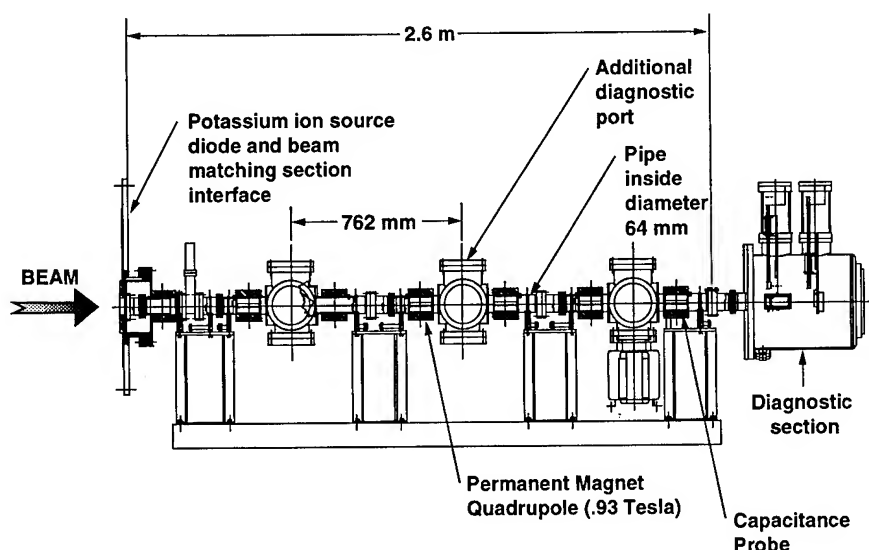 2.6 m
Additional
diagnostic
port
Potassium ion source
diode and beam
matching section
interface
Pipe
inside
diameter
64 mm
762 mm
BEAM
Diagnostic
section
Permanent Magnet
Quadrupole (.93 Tesla)
Capacitance
Probe